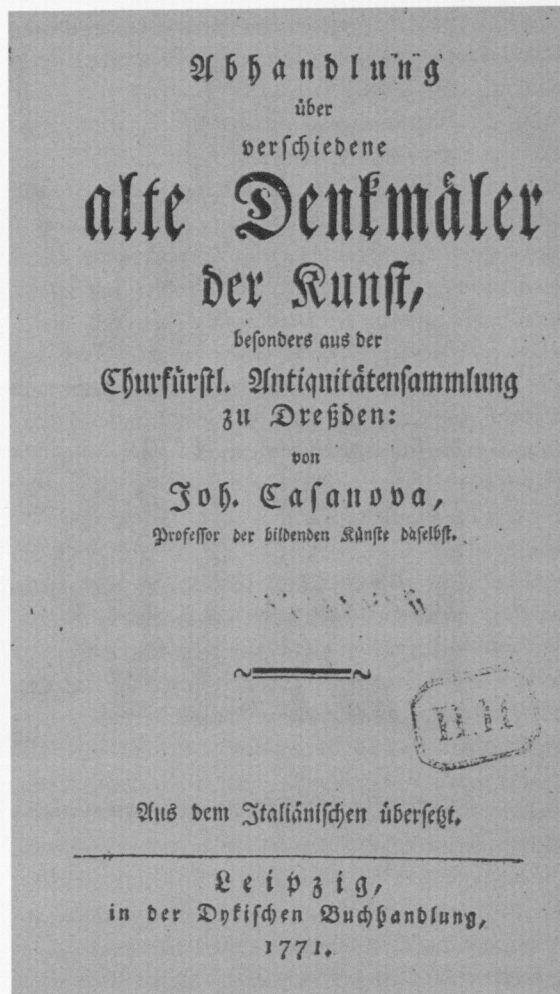 Abhandlung
über
verschiedene
alte Denkmäler
der Kunst,
besonders aus der
Churfürstl. Antiquitätensammlung
zu Dreßden:
von
Joh. Casanova,
Professor der bildenden Künste daselbst.
Aus dem Italiänischen übersetzt.
Leipzig,
in der Dykischen Buchhandlung,
1771.